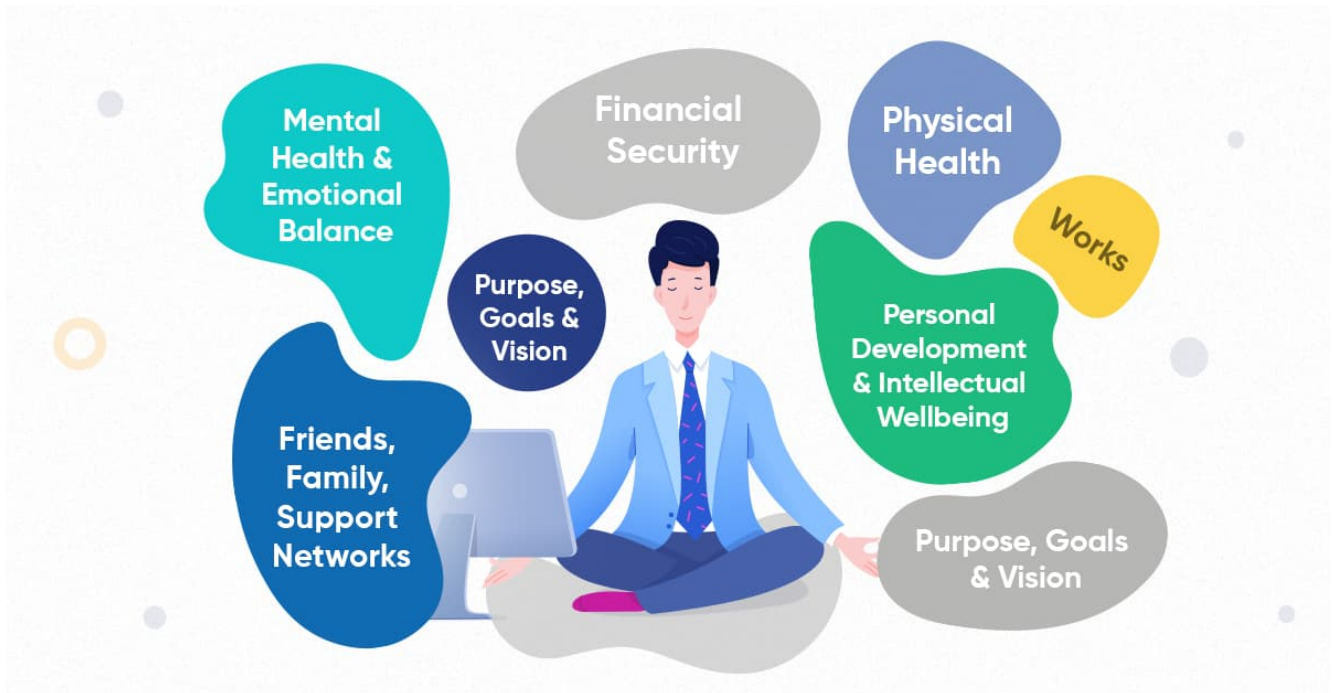 Mental
Health &
Emotional
Balance
Financial
Security
Physical
Health
Works
Purpose,
Goals &
Vision
Personal
Development
& Intellectual
Wellbeing
Friends,
Family,
Support
Networks
Purpose, Goals
& Vision